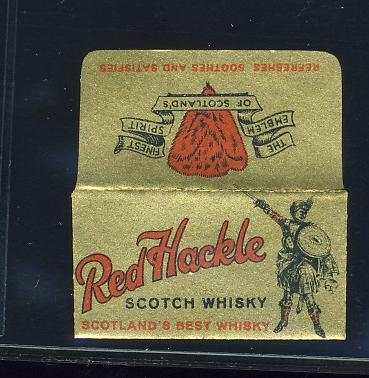 REFRESHES SOOTHES AND SATISFIES
THE EMBLEM OF SCOTLAND'S FINEST SPIRIT
Red Hackle
SCOTCH WHISKY
SCOTLAND'S BEST WHISKY